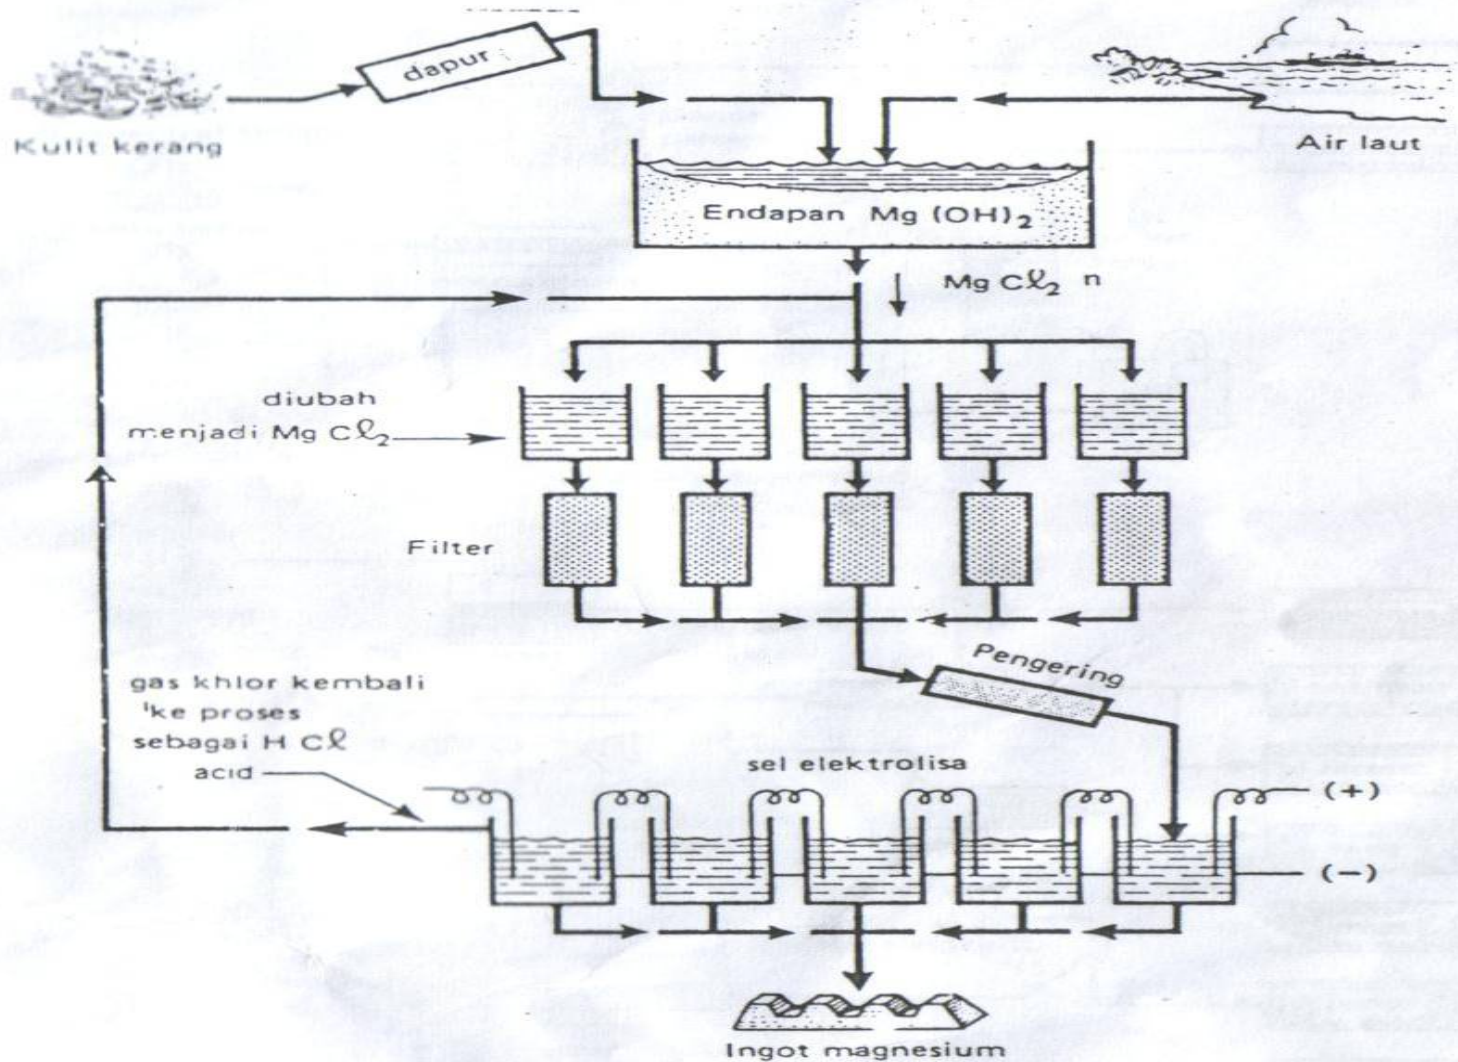 dapur
Kulit kerang
Air laut
Endapan Mg (OH)₂
Mg Cℓ₂ n
diubah
menjadi Mg Cℓ₂
Filter
Pengering
gas khlor kembali
ke proses
sebagai H Cℓ
acid
sel elektrolisa
(+)
(-)
Ingot magnesium